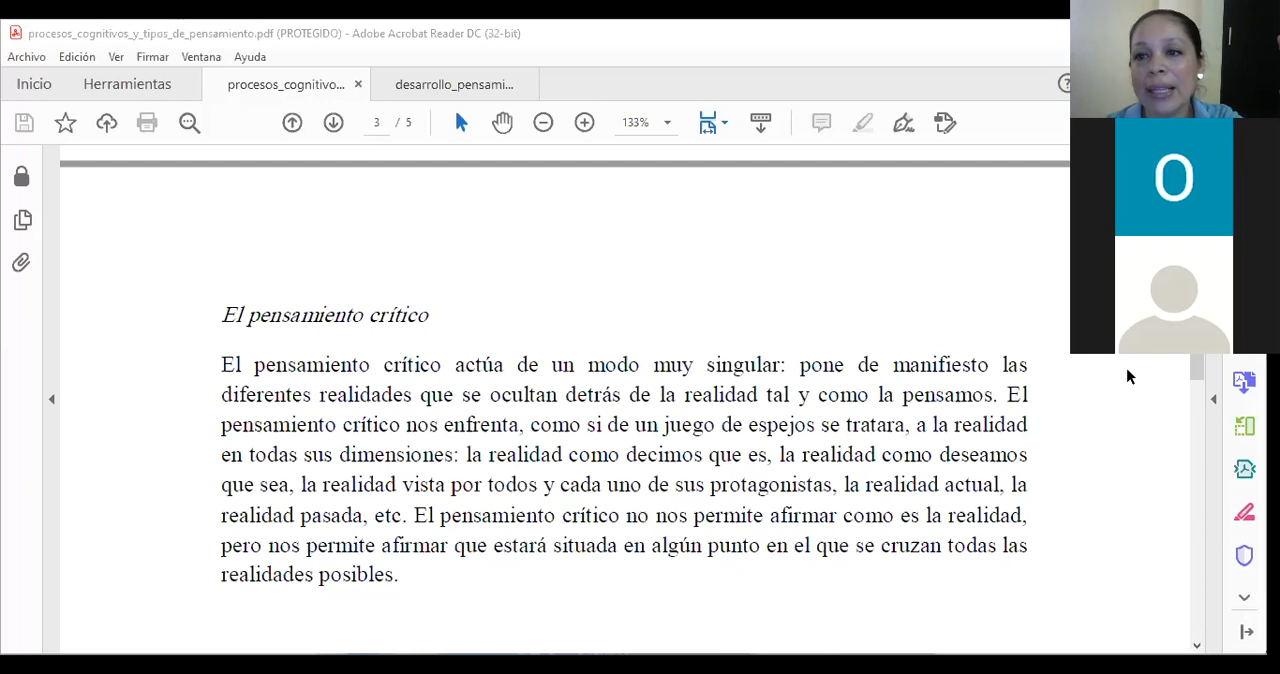 procesos_cognitivos_y_tipos_de_pensamiento.pdf (PROTEGIDO) - Adobe Acrobat Reader DC (32-bit)
Archivo Edición Ver Firmar Ventana Ayuda
Inicio Herramientas procesos_cognitivo... × desarrollo_pensami...
3 / 5 133%
O
El pensamiento crítico
El pensamiento crítico actúa de un modo muy singular: pone de manifiesto las
diferentes realidades que se ocultan detrás de la realidad tal y como la pensamos. El
pensamiento crítico nos enfrenta, como si de un juego de espejos se tratara, a la realidad
en todas sus dimensiones: la realidad como decimos que es, la realidad como deseamos
que sea, la realidad vista por todos y cada uno de sus protagonistas, la realidad actual, la
realidad pasada, etc. El pensamiento crítico no nos permite afirmar como es la realidad,
pero nos permite afirmar que estará situada en algún punto en el que se cruzan todas las
realidades posibles.